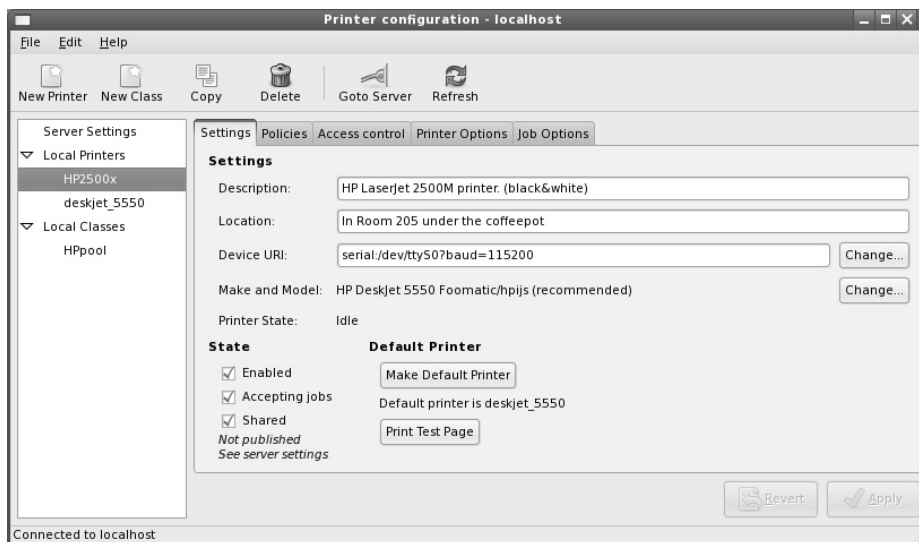 Printer configuration - localhost
File Edit Help
New Printer New Class Copy Delete Goto Server Refresh
Server Settings
Local Printers
HP2500x
deskjet_5550
Local Classes
HPpool
Settings Policies Access control Printer Options Job Options
Settings
Description: HP LaserJet 2500M printer. (black&white)
Location: In Room 205 under the coffeepot
Device URI: serial:/dev/ttyS0?baud=115200 Change...
Make and Model: HP DeskJet 5550 Foomatic/hpijs (recommended) Change...
Printer State: Idle
State Default Printer
Enabled Make Default Printer
Accepting jobs Default printer is deskjet_5550
Shared Print Test Page
Not published
See server settings
Revert Apply
Connected to localhost